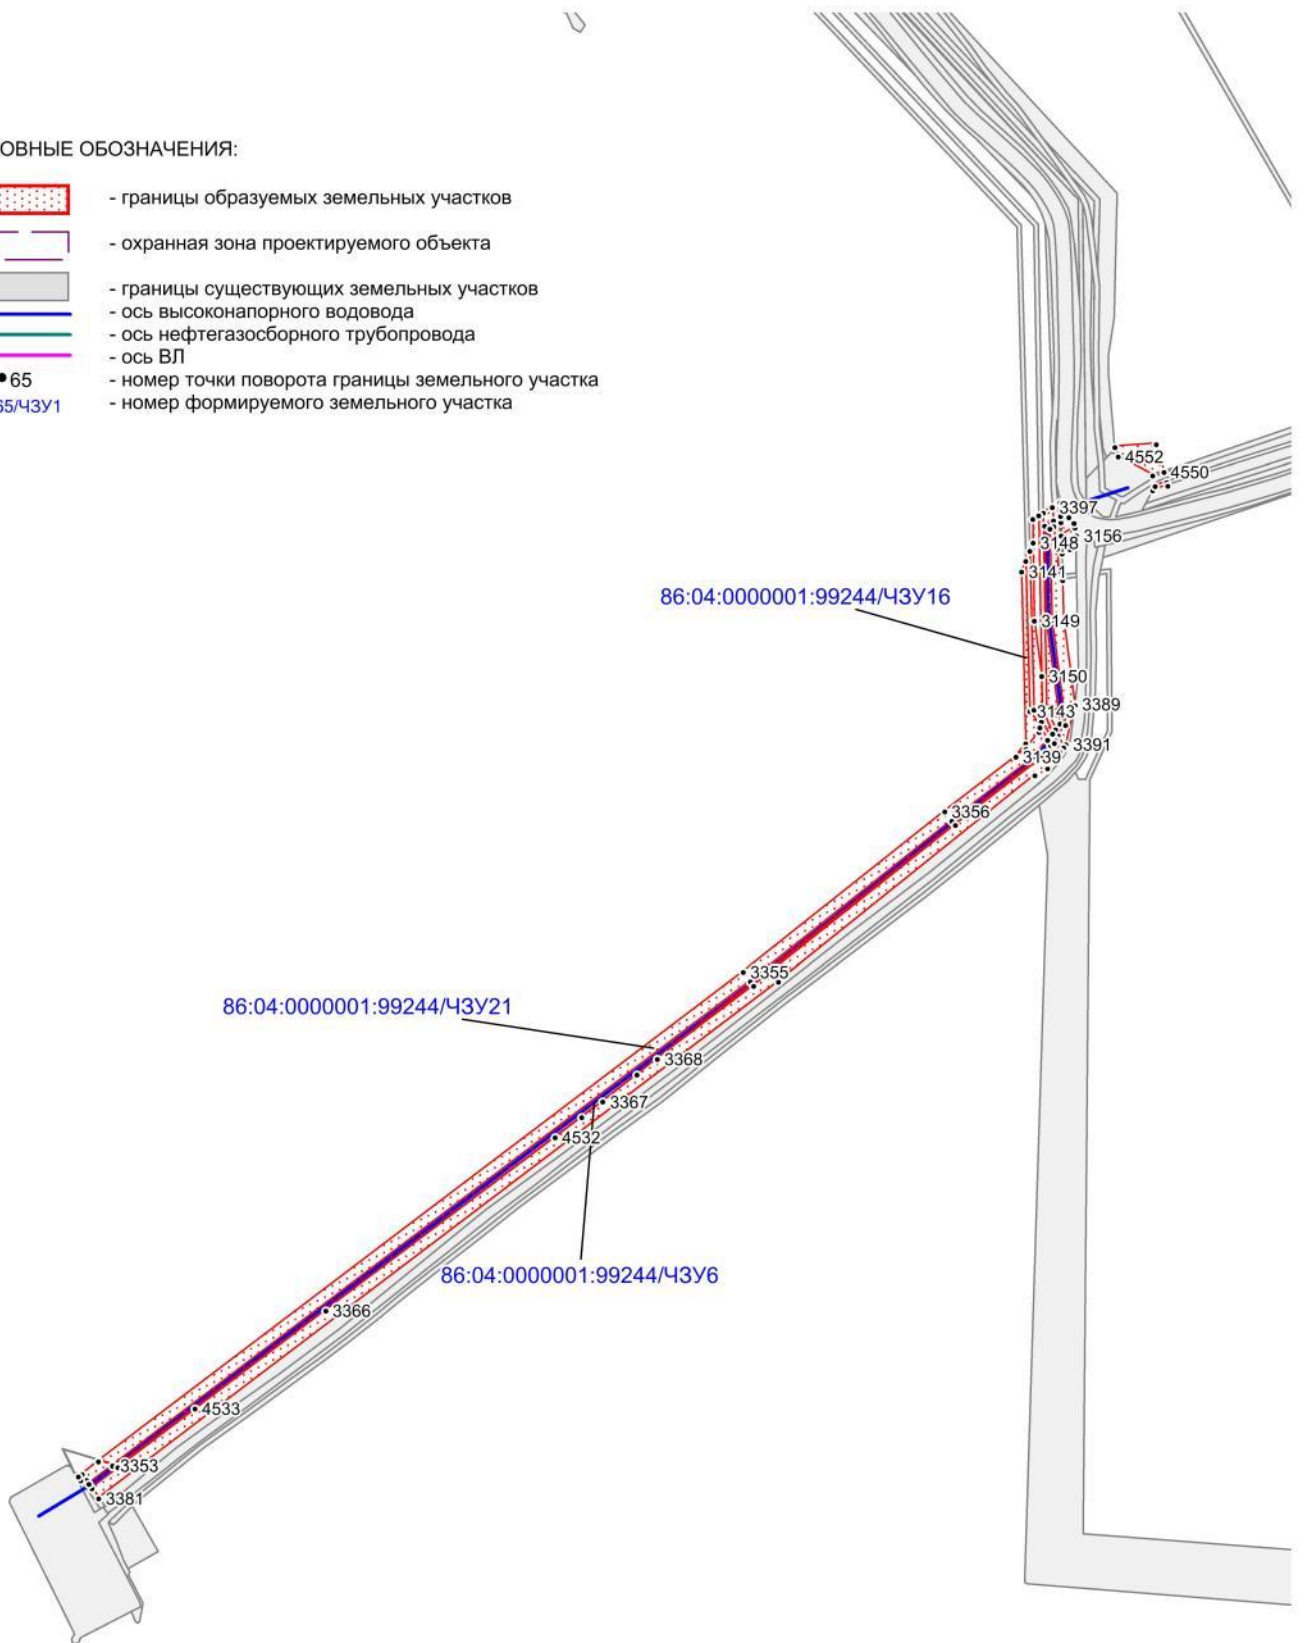 ОВНЫЕ ОБОЗНАЧЕНИЯ:
- границы образуемых земельных участков
- охранная зона проектируемого объекта
- границы существующих земельных участков
- ось высоконапорного водовода
- ось нефтегазосборного трубопровода
- ось ВЛ
65 - номер точки поворота границы земельного участка
65/ЧЗУ1 - номер формируемого земельного участка
4552
4550
3397
3156
3148
3141
86:04:0000001:99244/ЧЗУ16
3149
3150
3389
3143
3391
3139
3356
3355
86:04:0000001:99244/ЧЗУ21
3368
3367
4532
86:04:0000001:99244/ЧЗУ6
3366
4533
3353
3381